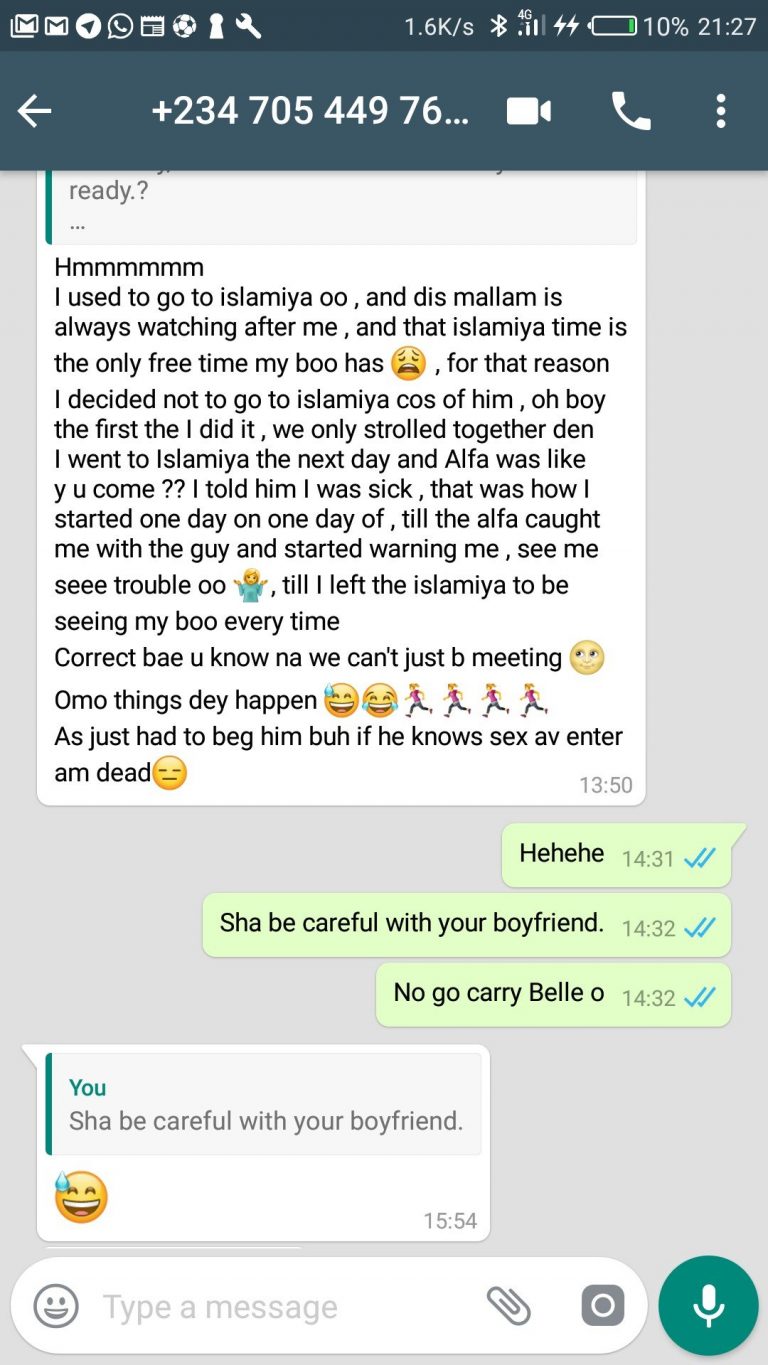 1.6K/s 4G 10% 21:27
+234 705 449 76...
ready.?
...
Hmmmmmm
I used to go to islamiya oo , and dis mallam is
always watching after me , and that islamiya time is
the only free time my boo has 😩 , for that reason
I decided not to go to islamiya cos of him , oh boy
the first the I did it , we only strolled together den
I went to Islamiya the next day and Alfa was like
y u come ?? I told him I was sick , that was how I
started one day on one day of , till the alfa caught
me with the guy and started warning me , see me
seee trouble oo 🤷‍♀️, till I left the islamiya to be
seeing my boo every time
Correct bae u know na we can't just b meeting 🌝
Omo things dey happen 😅😂🏃‍♀️🏃‍♀️🏃‍♀️🏃‍♀️
As just had to beg him buh if he knows sex av enter
am dead😑
13:50
Hehehe 14:31
Sha be careful with your boyfriend. 14:32
No go carry Belle o 14:32
You
Sha be careful with your boyfriend.
😅
15:54
Type a message